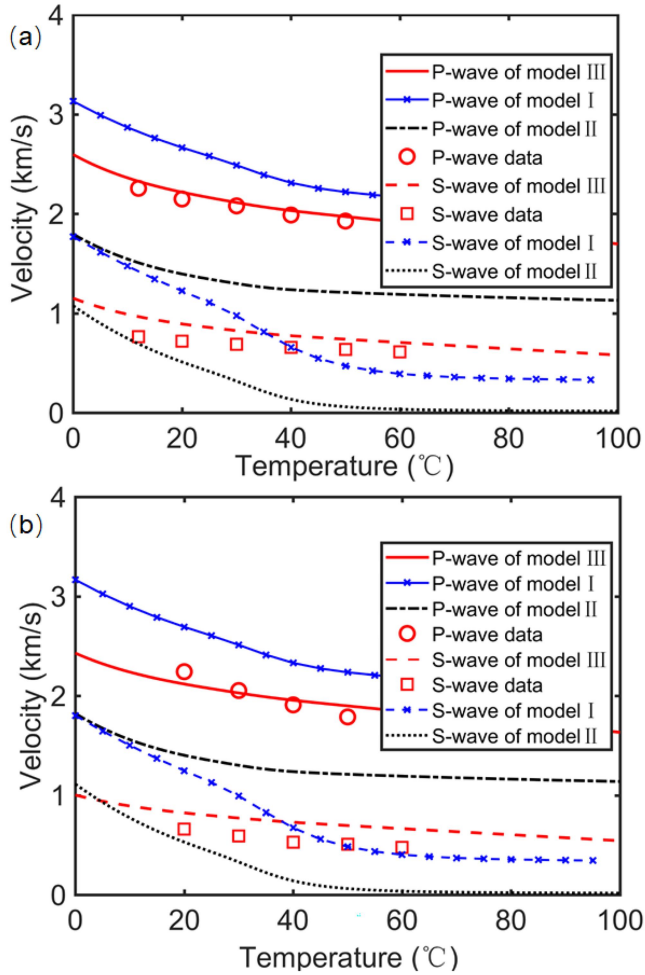 (a)
4
3
2
1
0
Velocity (km/s)
P-wave of model Ⅲ
P-wave of model Ⅰ
P-wave of model Ⅱ
P-wave data
S-wave of model Ⅲ
S-wave data
S-wave of model Ⅰ
S-wave of model Ⅱ
0 20 40 60 80 100
Temperature (℃)
(b)
4
3
2
1
0
Velocity (km/s)
P-wave of model Ⅲ
P-wave of model Ⅰ
P-wave of model Ⅱ
P-wave data
S-wave of model Ⅲ
S-wave data
S-wave of model Ⅰ
S-wave of model Ⅱ
0 20 40 60 80 100
Temperature (℃)